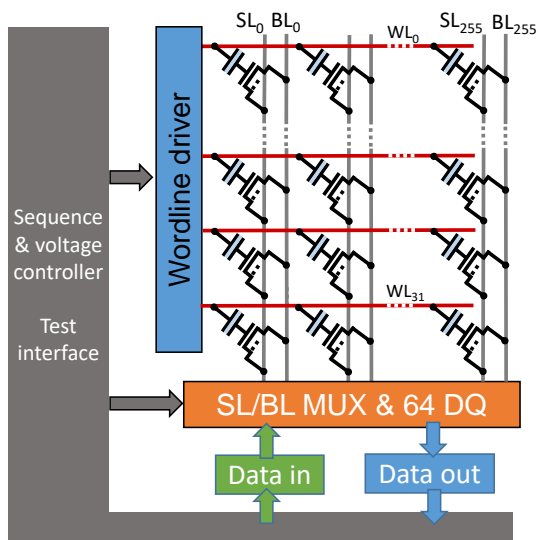 SL0 BL0
WL0
SL255
BL255
Wordline driver
Sequence
& voltage
controller
Test
interface
WL31
SL/BL MUX & 64 DQ
Data in
Data out